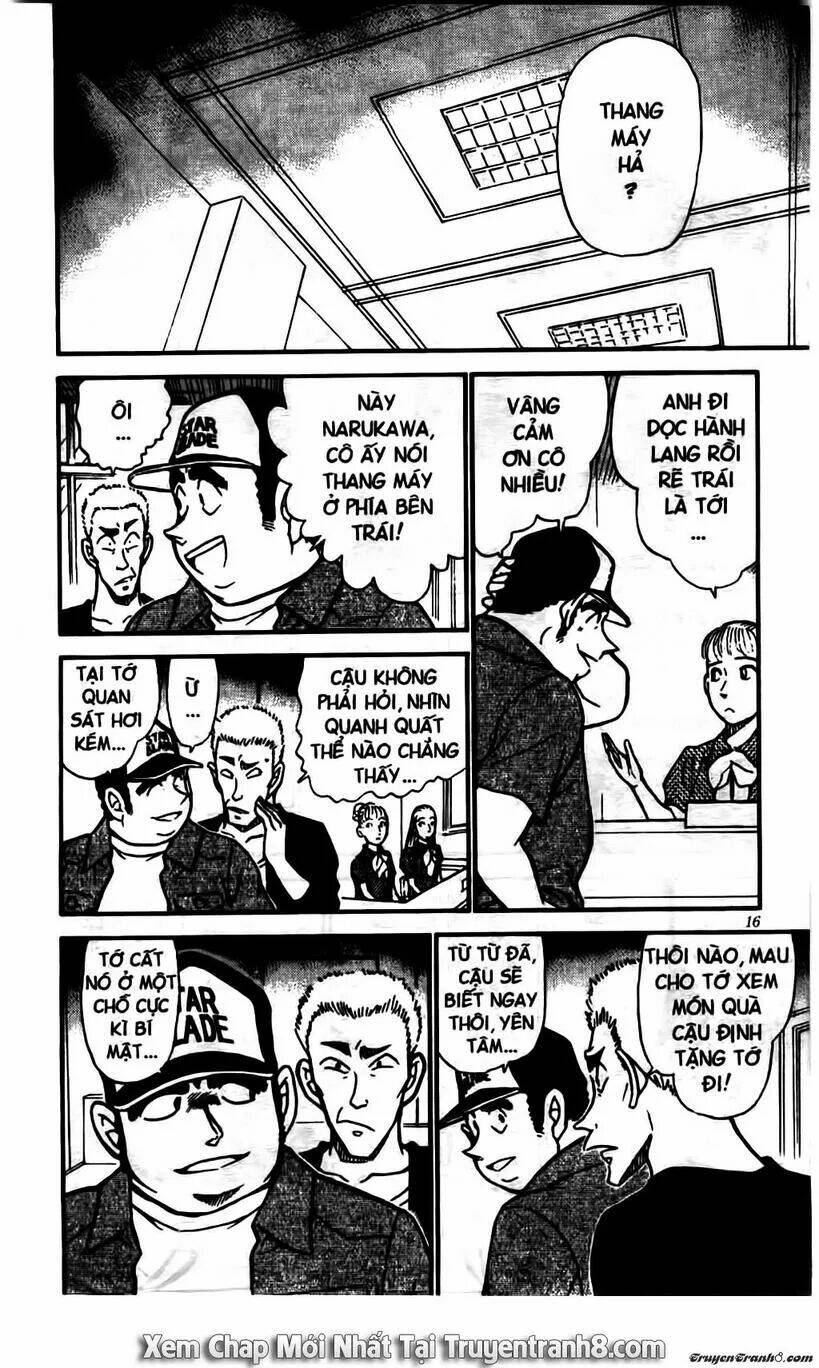 THANG
MÁY
HẢ
?
ANH ĐI
DỌC HÀNH
LANG RỒI
RẼ TRÁI
LÀ TỚI
...
VÂNG
CẢM
ƠN CÔ
NHIỀU!
NÀY
NARUKAWA,
CÔ ẤY NÓI
THANG MÁY
Ở PHÍA BÊN
TRÁI!
ÔI
...
STAR
BLADE
CẬU KHÔNG
PHẢI HỎI, NHÌN
QUANH QUẤT
THỂ NÀO CHẲNG
THẤY...
Ừ
...
TẠI TỚ
QUAN
SÁT HƠI
KÉM...
STAR
BLADE
16
THÔI NÀO, MAU
CHO TỚ XEM
MÓN QUÀ
CẬU ĐỊNH
TẶNG TỚ
ĐI!
TỪ TỪ ĐÃ,
CẬU SẼ
BIẾT NGAY
THÔI, YÊN
TÂM...
TỚ CẤT
NÓ Ở MỘT
CHỐ CỰC
KÌ BÍ
MẬT...
STAR
LADE
Xem Chap Mới Nhất Tại Truyentranh8.com
TruyenTranh8.com